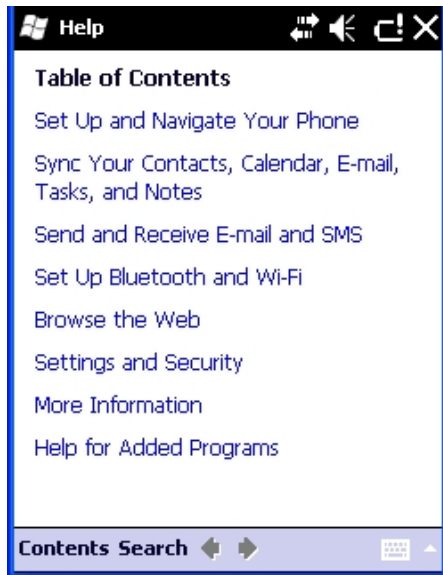 Help
Table of Contents
Set Up and Navigate Your Phone
Sync Your Contacts, Calendar, E-mail,
Tasks, and Notes
Send and Receive E-mail and SMS
Set Up Bluetooth and Wi-Fi
Browse the Web
Settings and Security
More Information
Help for Added Programs
Contents Search